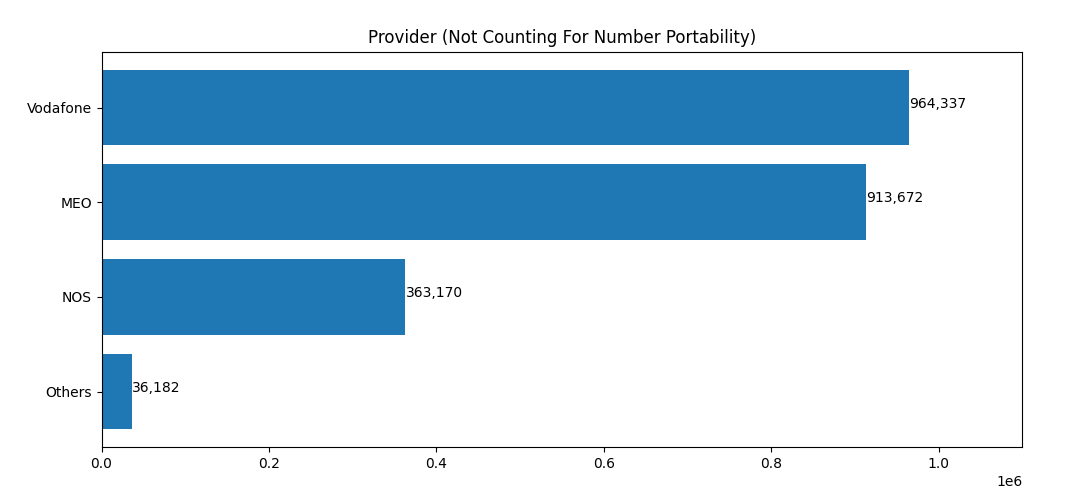 Provider (Not Counting For Number Portability)
Vodafone
964,337
MEO
913,672
NOS
363,170
Others
36,182
0.0 0.2 0.4 0.6 0.8 1.0
1e6